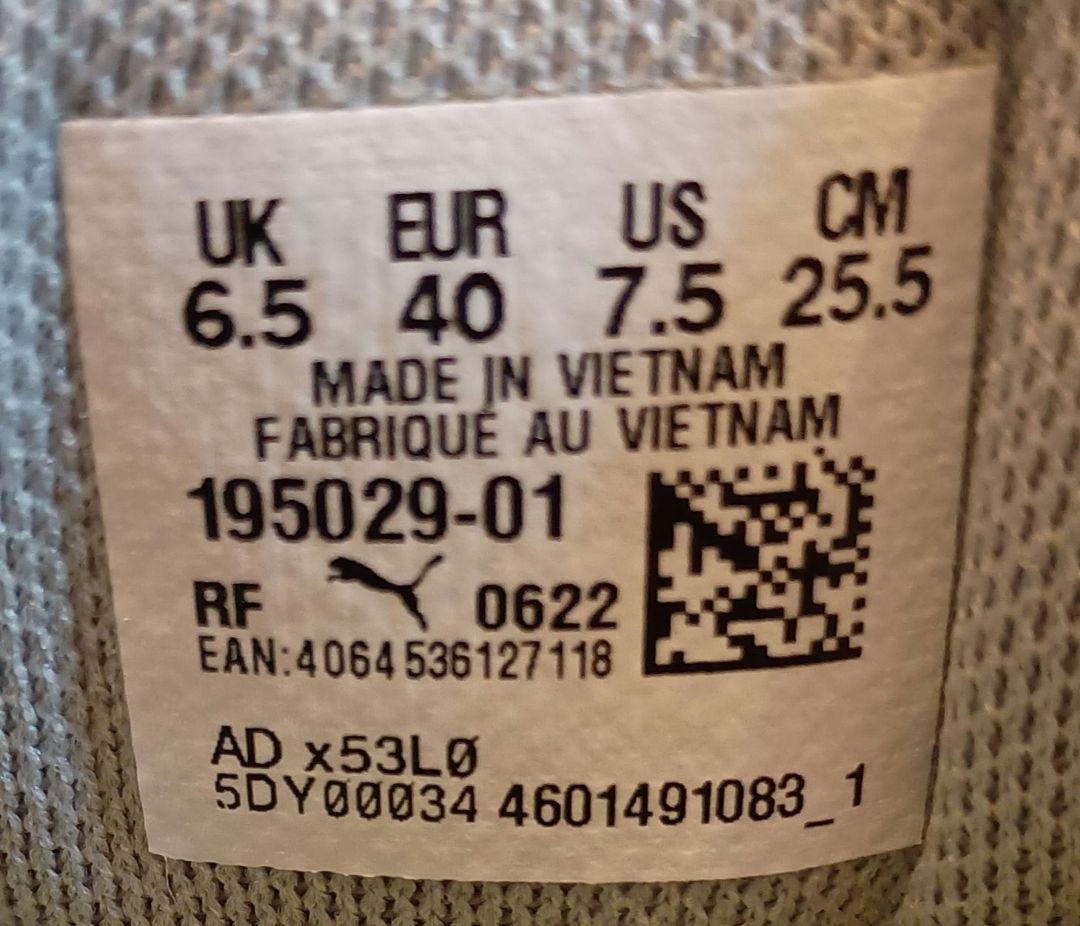 UK EUR US CM
6.5 40 7.5 25.5
MADE IN VIETNAM
FABRIQUE AU VIETNAM
195029-01
RF 0622
EAN:4064536127118
AD x53LØ
5DYØØØ34 4601491083_1